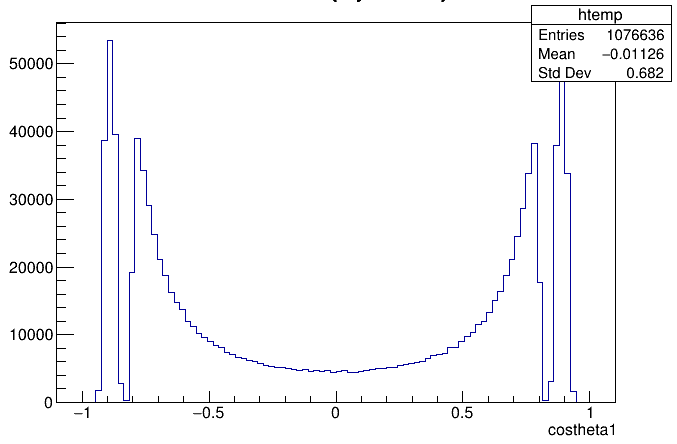 htemp
Entries 1076636
Mean −0.01126
Std Dev 0.682
50000
40000
30000
20000
10000
0
−1 −0.5 0 0.5 1
costheta1